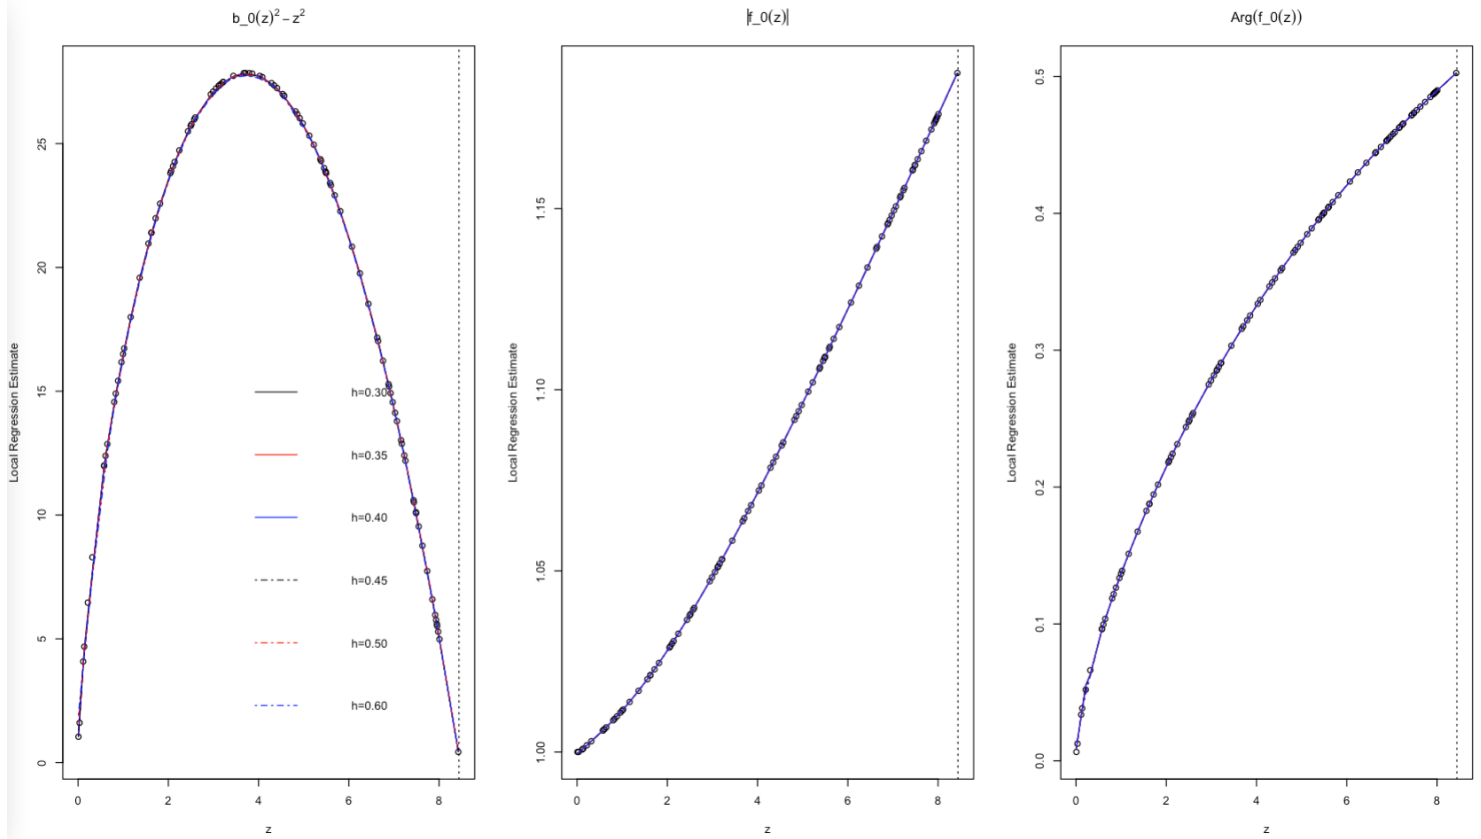 b_0(z)² − z²
Local Regression Estimate
0
5
10
15
20
25
h=0.30
h=0.35
h=0.40
h=0.45
h=0.50
h=0.60
0 2 4 6 8
z
|f_0(z)|
Local Regression Estimate
1.00
1.05
1.10
1.15
0 2 4 6 8
z
Arg(f_0(z))
Local Regression Estimate
0.0
0.1
0.2
0.3
0.4
0.5
0 2 4 6 8
z